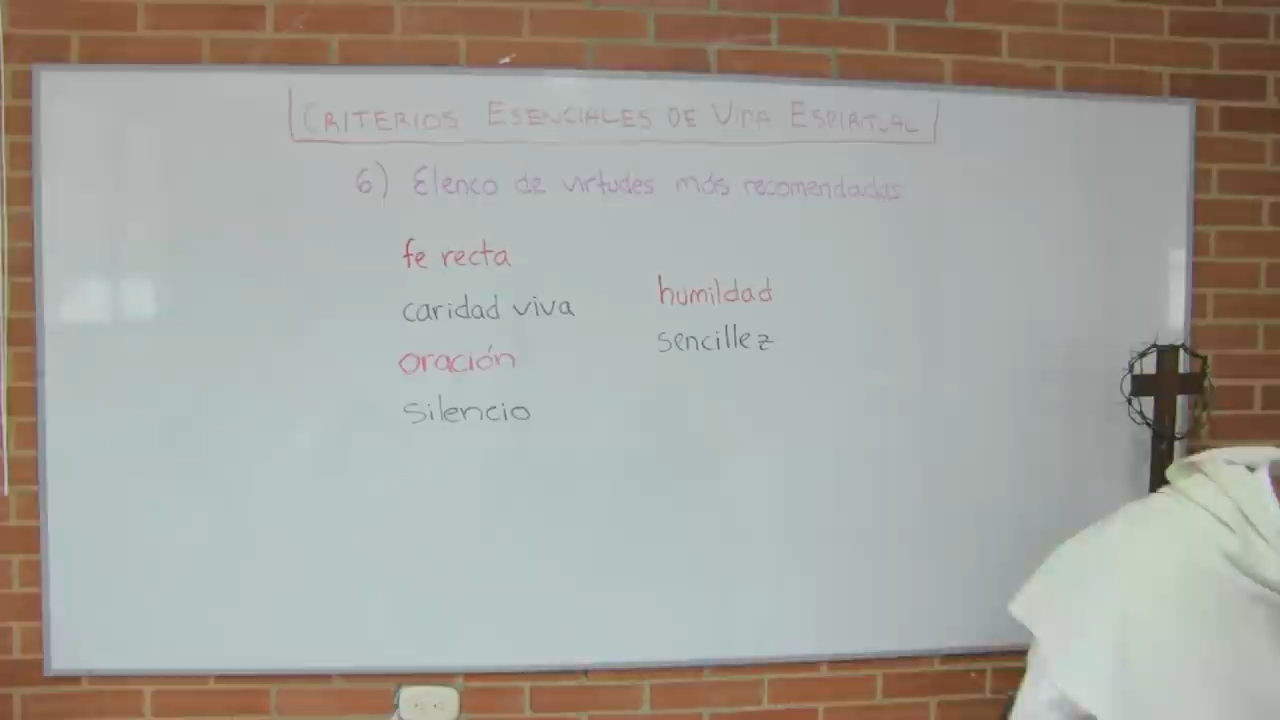 CRITERIOS ESENCIALES DE VIDA ESPIRITUAL
6) Elenco de virtudes más recomendadas
fe recta
caridad viva
oración
silencio
humildad
sencillez